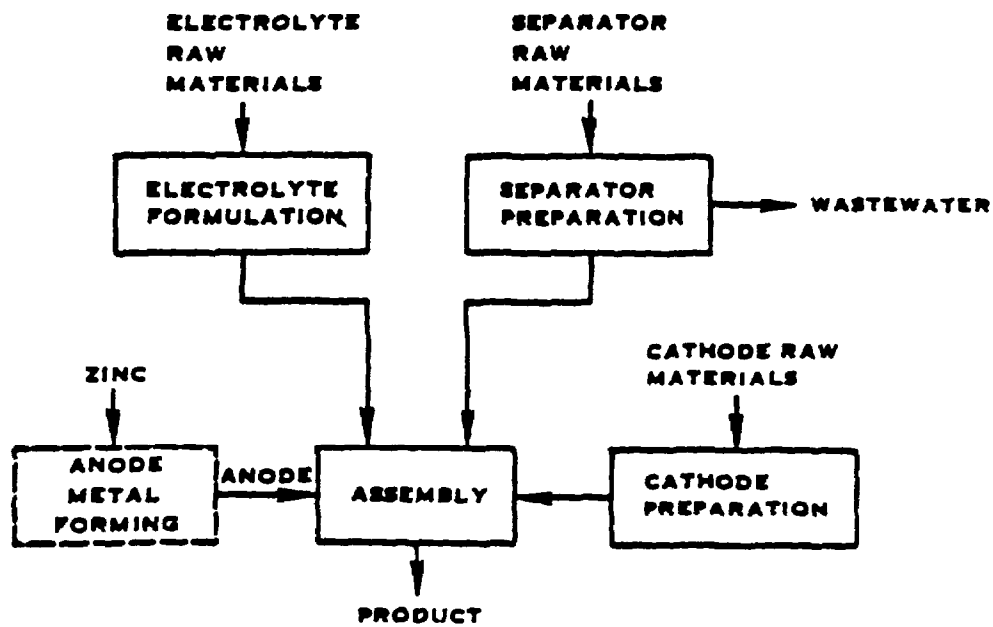 ELECTROLYTE
RAW
MATERIALS
SEPARATOR
RAW
MATERIALS
ELECTROLYTE
FORMULATION
SEPARATOR
PREPARATION
WASTEWATER
ZINC
CATHODE RAW
MATERIALS
ANODE
METAL
FORMING
ANODE
ASSEMBLY
CATHODE
PREPARATION
PRODUCT